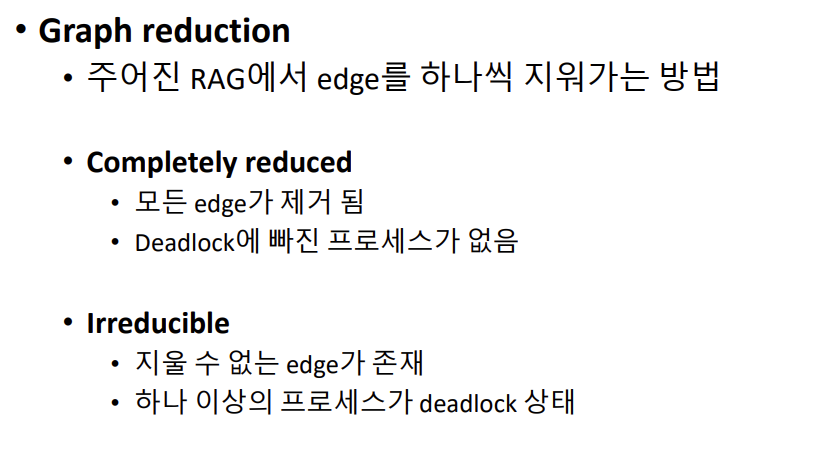 • Graph reduction
• 주어진 RAG에서 edge를 하나씩 지워가는 방법
• Completely reduced
• 모든 edge가 제거 됨
• Deadlock에 빠진 프로세스가 없음
• Irreducible
• 지울 수 없는 edge가 존재
• 하나 이상의 프로세스가 deadlock 상태